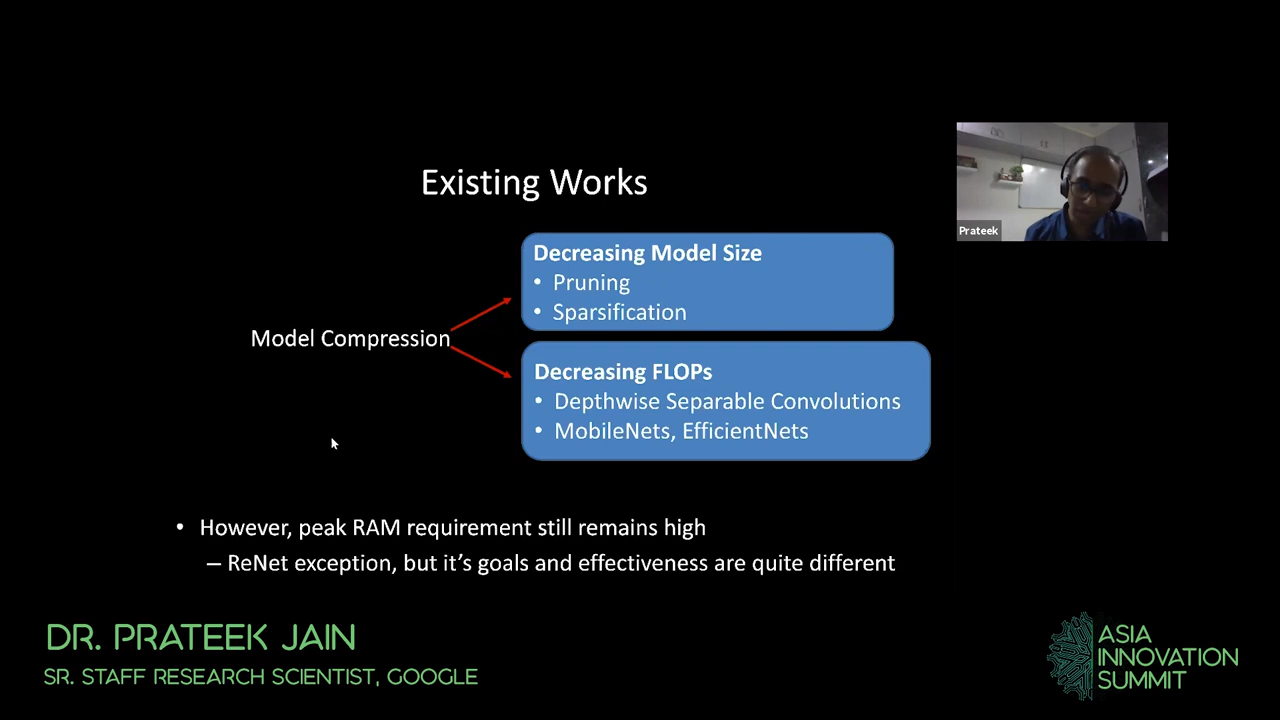 Existing Works
Prateek
Decreasing Model Size
• Pruning
• Sparsification
Model Compression
Decreasing FLOPs
• Depthwise Separable Convolutions
• MobileNets, EfficientNets
• However, peak RAM requirement still remains high
– ReNet exception, but it’s goals and effectiveness are quite different
DR. PRATEEK JAIN
SR. STAFF RESEARCH SCIENTIST, GOOGLE
ASIA
INNOVATION
SUMMIT